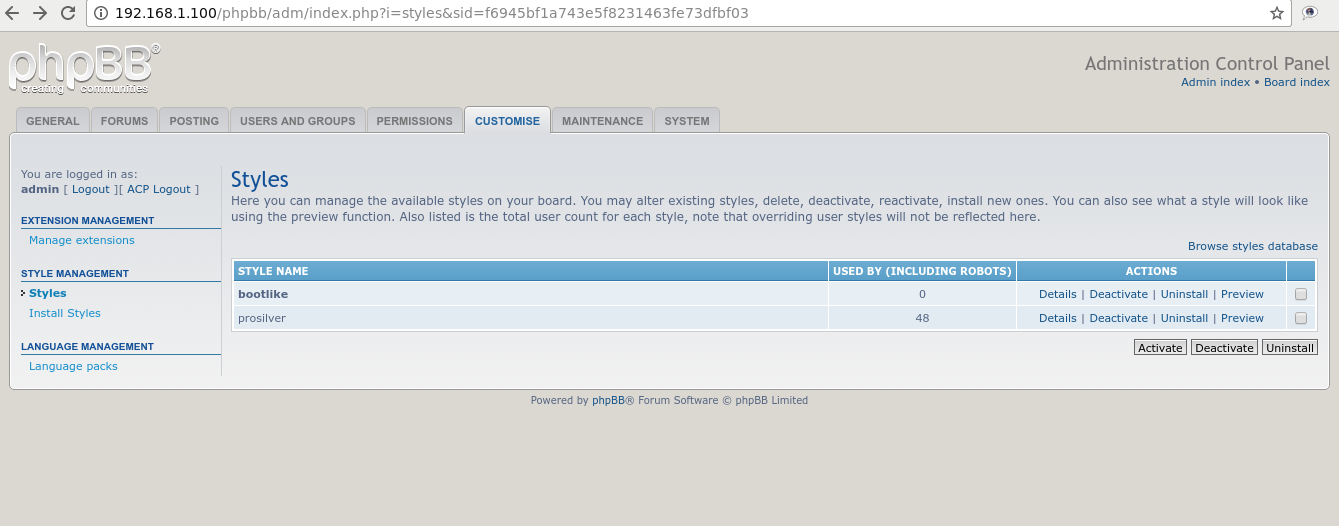 192.168.1.100/phpbb/adm/index.php?i=styles&sid=f6945bf1a743e5f8231463fe73dfbf03
phpBB®
creating communities
Administration Control Panel
Admin index • Board index
GENERAL FORUMS POSTING USERS AND GROUPS PERMISSIONS CUSTOMISE MAINTENANCE SYSTEM
You are logged in as:
admin [ Logout ][ ACP Logout ]
EXTENSION MANAGEMENT
Manage extensions
STYLE MANAGEMENT
Styles
Install Styles
LANGUAGE MANAGEMENT
Language packs
Styles
Here you can manage the available styles on your board. You may alter existing styles, delete, deactivate, reactivate, install new ones. You can also see what a style will look like
using the preview function. Also listed is the total user count for each style, note that overriding user styles will not be reflected here.
Browse styles database
STYLE NAME USED BY (INCLUDING ROBOTS) ACTIONS
bootlike 0 Details | Deactivate | Uninstall | Preview
prosilver 48 Details | Deactivate | Uninstall | Preview
Activate Deactivate Uninstall
Powered by phpBB® Forum Software © phpBB Limited